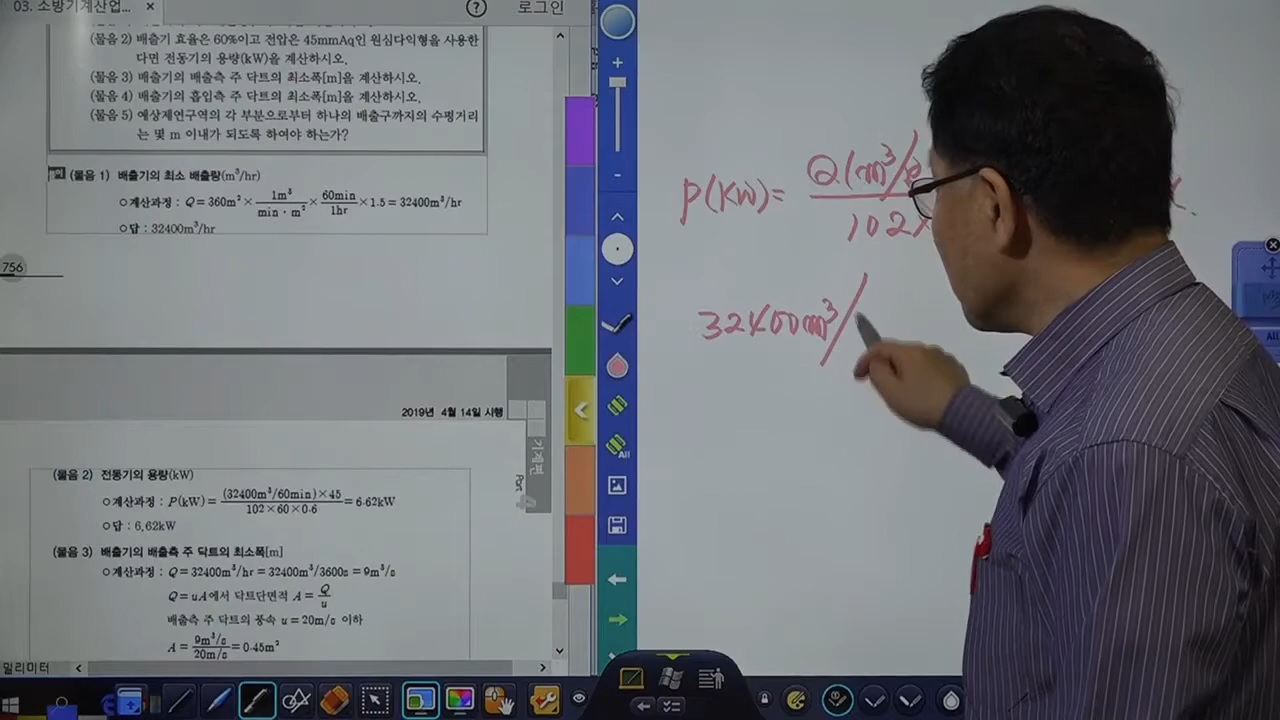 03. 소방기계산업...
로그인
(물음 2) 배출기 효율은 60%이고 전압은 45mmAq인 원심다익형을 사용한
다면 전동기의 용량(kW)을 계산하시오.
(물음 3) 배출기의 배출측 주 닥트의 최소폭[m]을 계산하시오.
(물음 4) 배출기의 흡입측 주 닥트의 최소폭[m]을 계산하시오.
(물음 5) 예상제연구역의 각 부분으로부터 하나의 배출구까지의 수평거리
는 몇 m 이내가 되도록 하여야 하는가?
(물음 1) 배출기의 최소 배출량(m³/hr)
○계산과정 : Q = 360m² × 1m³/min·m² × 60min/1hr × 1.5 = 32400m³/hr
○답 : 32400m³/hr
756
2019년 4월 14일 시행
기계편
Part
(물음 2) 전동기의 용량(kW)
○계산과정 : P(kW) = (32400m³/60min)×45 / 102×60×0.6 = 6.62kW
○답 : 6.62kW
(물음 3) 배출기의 배출측 주 닥트의 최소폭[m]
○계산과정 : Q = 32400m³/hr = 32400m³/3600s = 9m³/s
Q = uA에서 닥트단면적 A = Q/u
배출측 주 닥트의 풍속 u = 20m/s 이하
A = 9m³/s / 20m/s = 0.45m²
밀리미터
P(KW) = Q(m³/ 102×
32400m³/
All
ALL